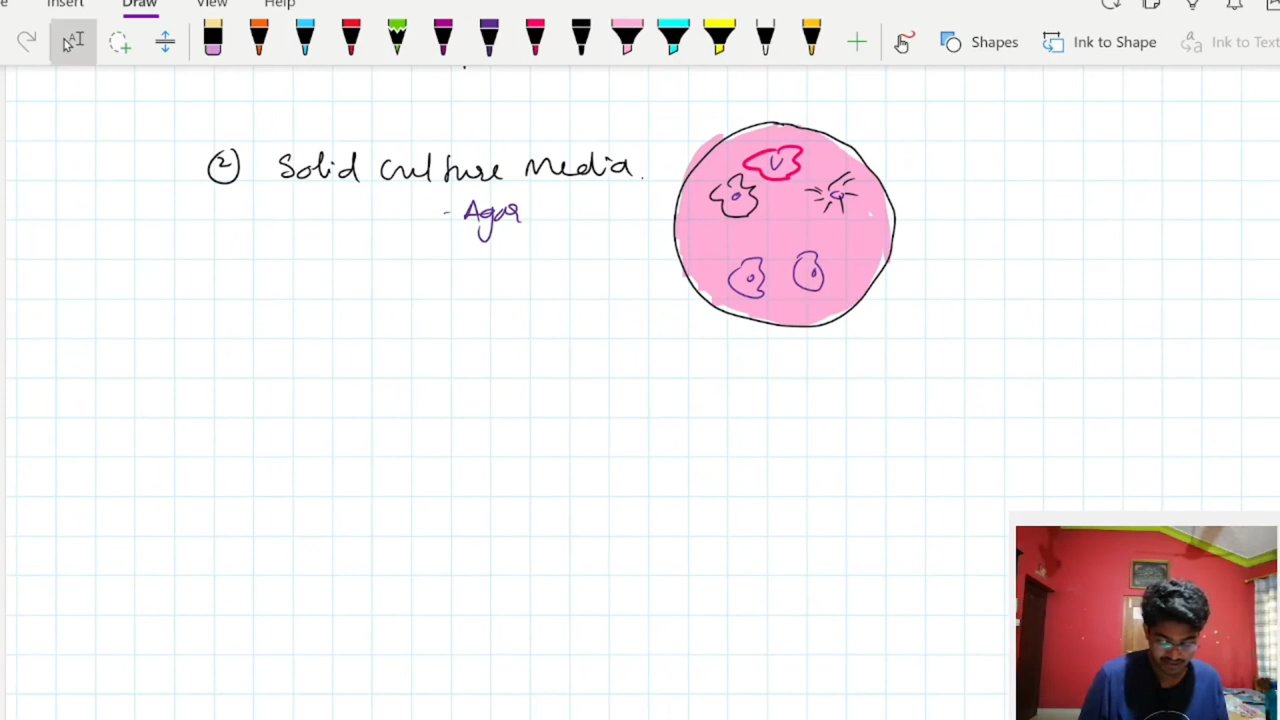 Insert Draw View Help
Shapes Ink to Shape Ink to Text
② Solid Culture Media.
- Agar